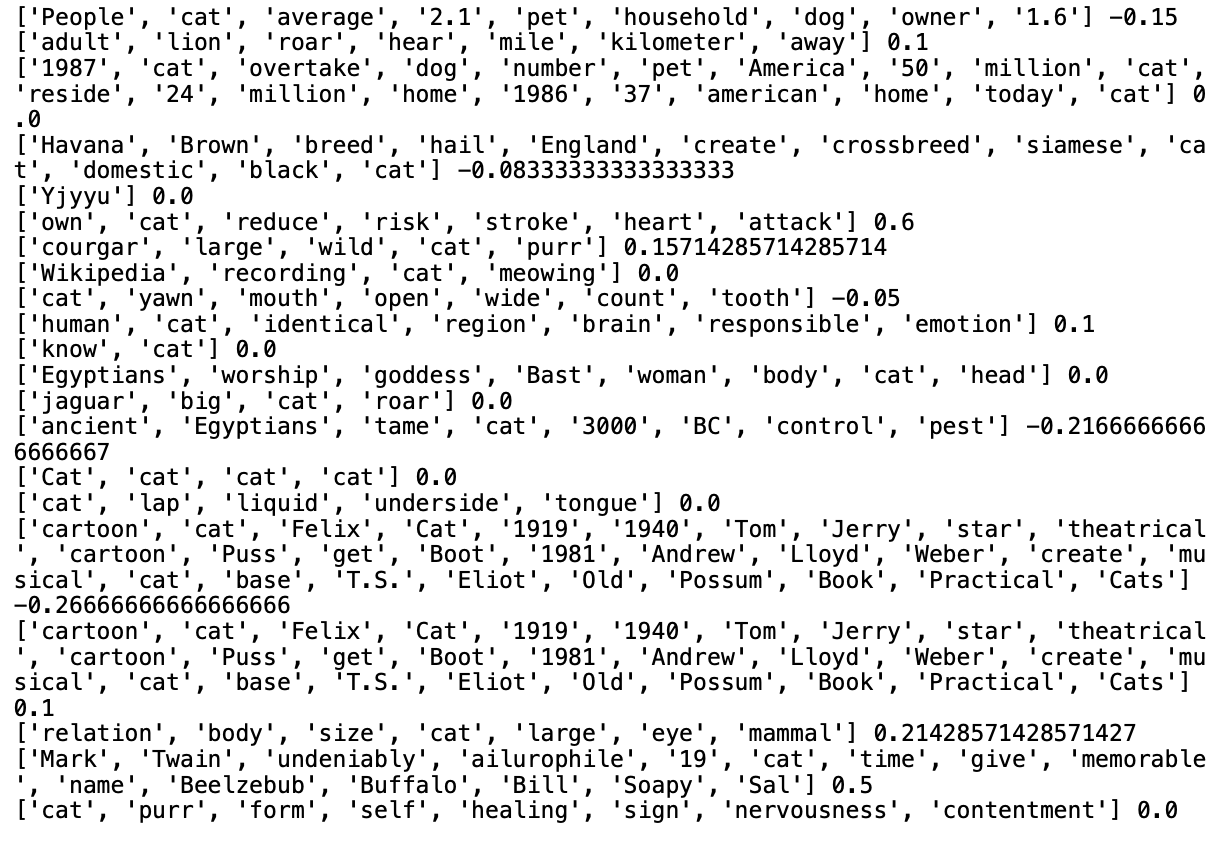 ['People', 'cat', 'average', '2.1', 'pet', 'household', 'dog', 'owner', '1.6'] -0.15
['adult', 'lion', 'roar', 'hear', 'mile', 'kilometer', 'away'] 0.1
['1987', 'cat', 'overtake', 'dog', 'number', 'pet', 'America', '50', 'million', 'cat',
'reside', '24', 'million', 'home', '1986', '37', 'american', 'home', 'today', 'cat'] 0
.0
['Havana', 'Brown', 'breed', 'hail', 'England', 'create', 'crossbreed', 'siamese', 'ca
t', 'domestic', 'black', 'cat'] -0.08333333333333333
['Yjyyu'] 0.0
['own', 'cat', 'reduce', 'risk', 'stroke', 'heart', 'attack'] 0.6
['courgar', 'large', 'wild', 'cat', 'purr'] 0.15714285714285714
['Wikipedia', 'recording', 'cat', 'meowing'] 0.0
['cat', 'yawn', 'mouth', 'open', 'wide', 'count', 'tooth'] -0.05
['human', 'cat', 'identical', 'region', 'brain', 'responsible', 'emotion'] 0.1
['know', 'cat'] 0.0
['Egyptians', 'worship', 'goddess', 'Bast', 'woman', 'body', 'cat', 'head'] 0.0
['jaguar', 'big', 'cat', 'roar'] 0.0
['ancient', 'Egyptians', 'tame', 'cat', '3000', 'BC', 'control', 'pest'] -0.2166666666
6666667
['Cat', 'cat', 'cat', 'cat'] 0.0
['cat', 'lap', 'liquid', 'underside', 'tongue'] 0.0
['cartoon', 'cat', 'Felix', 'Cat', '1919', '1940', 'Tom', 'Jerry', 'star', 'theatrical
', 'cartoon', 'Puss', 'get', 'Boot', '1981', 'Andrew', 'Lloyd', 'Weber', 'create', 'mu
sical', 'cat', 'base', 'T.S.', 'Eliot', 'Old', 'Possum', 'Book', 'Practical', 'Cats']
-0.26666666666666666
['cartoon', 'cat', 'Felix', 'Cat', '1919', '1940', 'Tom', 'Jerry', 'star', 'theatrical
', 'cartoon', 'Puss', 'get', 'Boot', '1981', 'Andrew', 'Lloyd', 'Weber', 'create', 'mu
sical', 'cat', 'base', 'T.S.', 'Eliot', 'Old', 'Possum', 'Book', 'Practical', 'Cats']
0.1
['relation', 'body', 'size', 'cat', 'large', 'eye', 'mammal'] 0.21428571428571427
['Mark', 'Twain', 'undeniably', 'ailurophile', '19', 'cat', 'time', 'give', 'memorable
', 'name', 'Beelzebub', 'Buffalo', 'Bill', 'Soapy', 'Sal'] 0.5
['cat', 'purr', 'form', 'self', 'healing', 'sign', 'nervousness', 'contentment'] 0.0